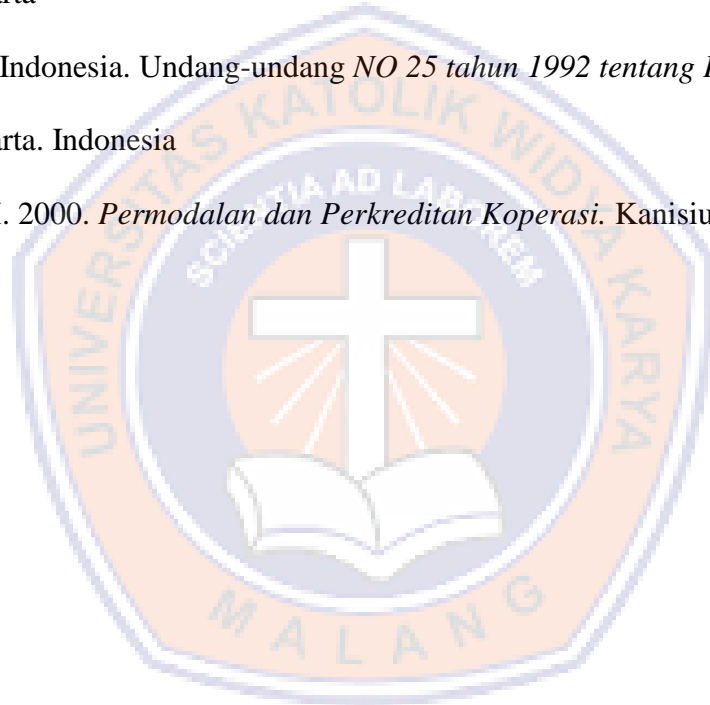 arta
Indonesia. Undang-undang NO 25 tahun 1992 tentang
arta. Indonesia
2000. Permodalan dan Perkreditan Koperasi. Kanisiu
UNIVERSITAS KATOLIK WIDYA KARYA
SCIENTIA AD LABOREM
MALANG